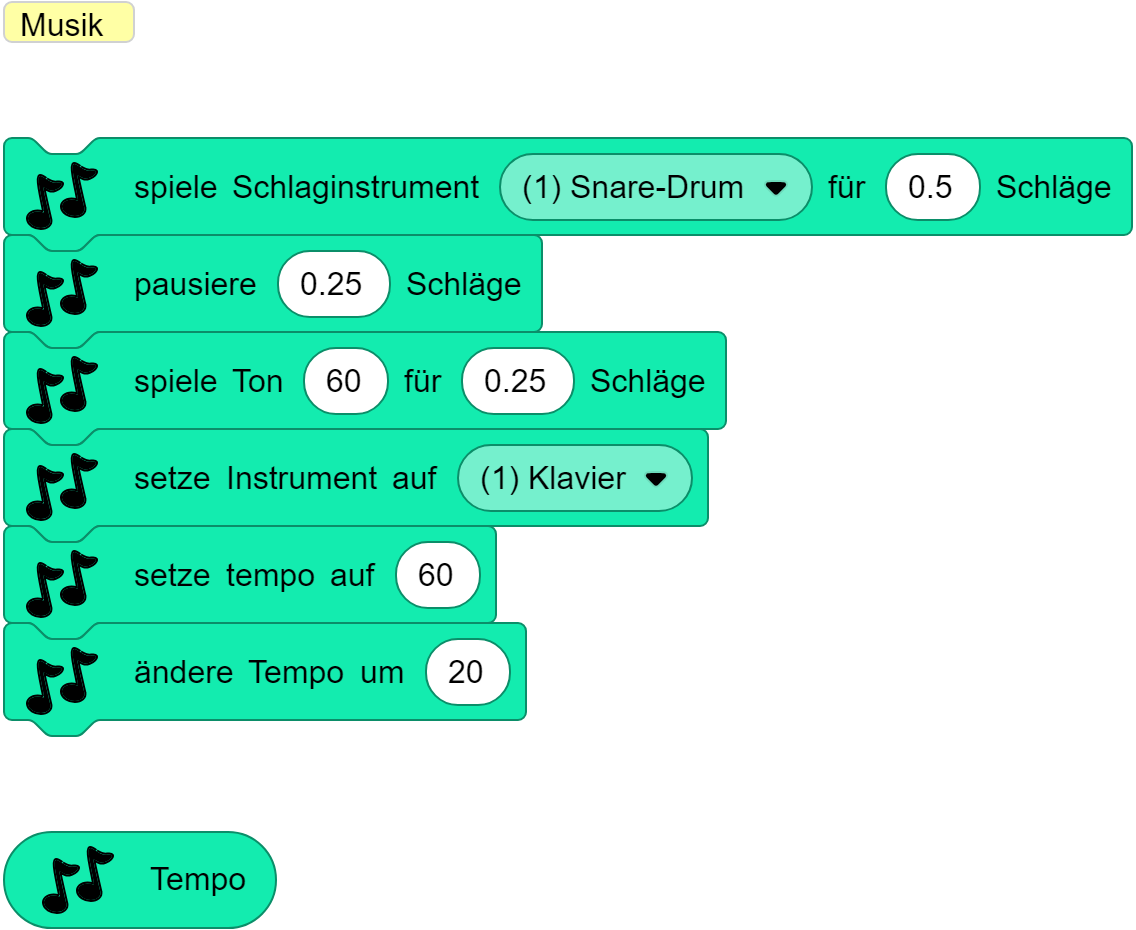 Musik
spiele Schlaginstrument (1) Snare-Drum für 0.5 Schläge
pausiere 0.25 Schläge
spiele Ton 60 für 0.25 Schläge
setze Instrument auf (1) Klavier
setze tempo auf 60
ändere Tempo um 20
Tempo